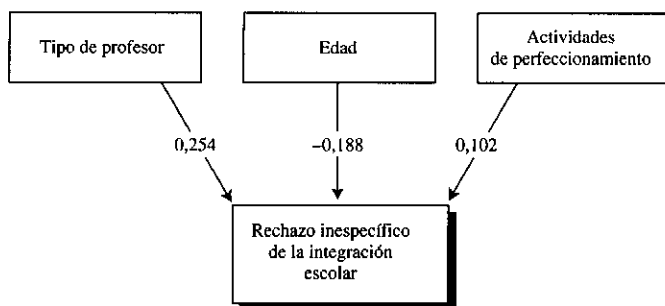 Tipo de profesor
Edad
Actividades
de perfeccionamiento
0,254
–0,188
0,102
Rechazo inespecífico
de la integración
escolar